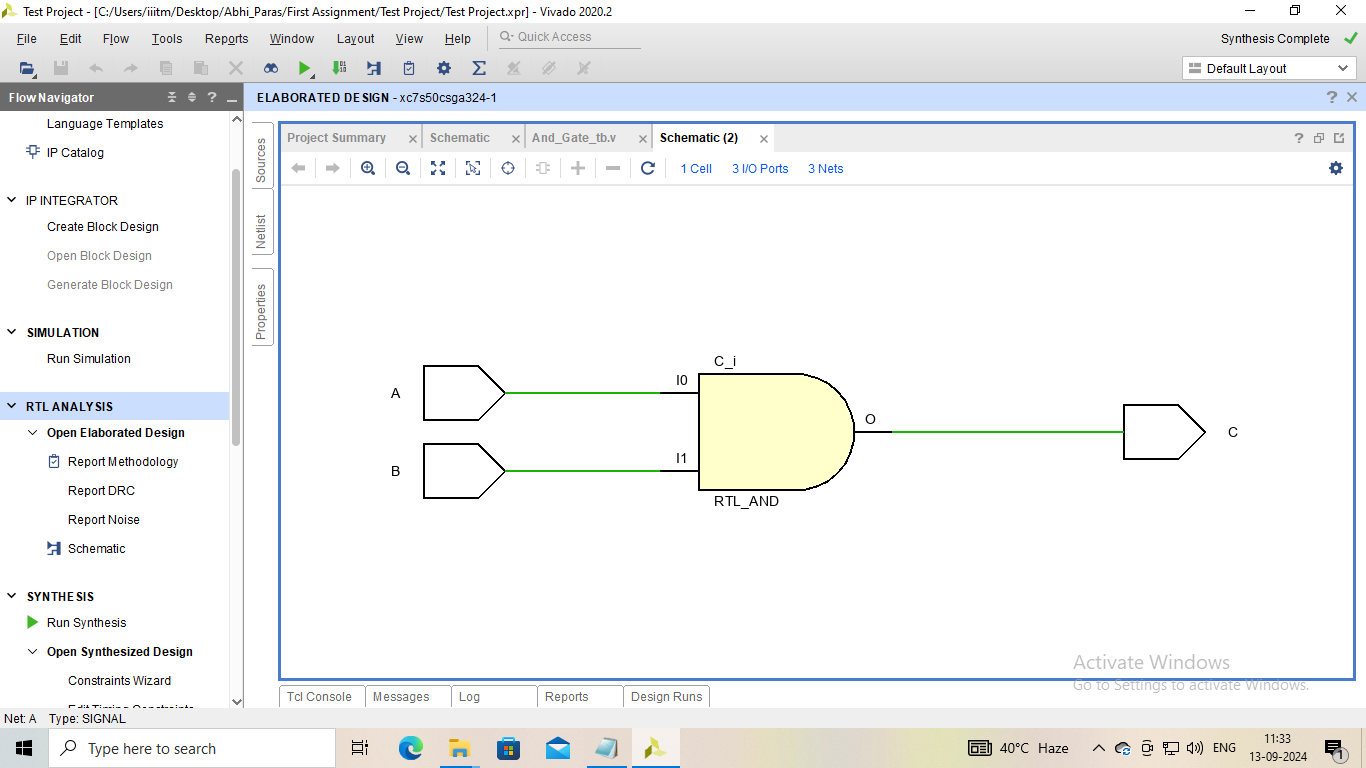 Test Project - [C:/Users/iiitm/Desktop/Abhi_Paras/First Assignment/Test Project/Test Project.xpr] - Vivado 2020.2
File Edit Flow Tools Reports Window Layout View Help Quick Access
Synthesis Complete
Default Layout
Flow Navigator
ELABORATED DESIGN - xc7s50csga324-1
Language Templates
IP Catalog
IP INTEGRATOR
Create Block Design
Open Block Design
Generate Block Design
SIMULATION
Run Simulation
RTL ANALYSIS
Open Elaborated Design
Report Methodology
Report DRC
Report Noise
Schematic
SYNTHESIS
Run Synthesis
Open Synthesized Design
Constraints Wizard
Edit Timing Constraints
Sources
Netlist
Properties
Project Summary Schematic And_Gate_tb.v Schematic (2)
1 Cell 3 I/O Ports 3 Nets
C_i
A I0
O
C
B I1
RTL_AND
Activate Windows
Go to Settings to activate Windows.
Tcl Console Messages Log Reports Design Runs
Net: A Type: SIGNAL
Type here to search
40°C Haze
ENG
11:33
13-09-2024
1